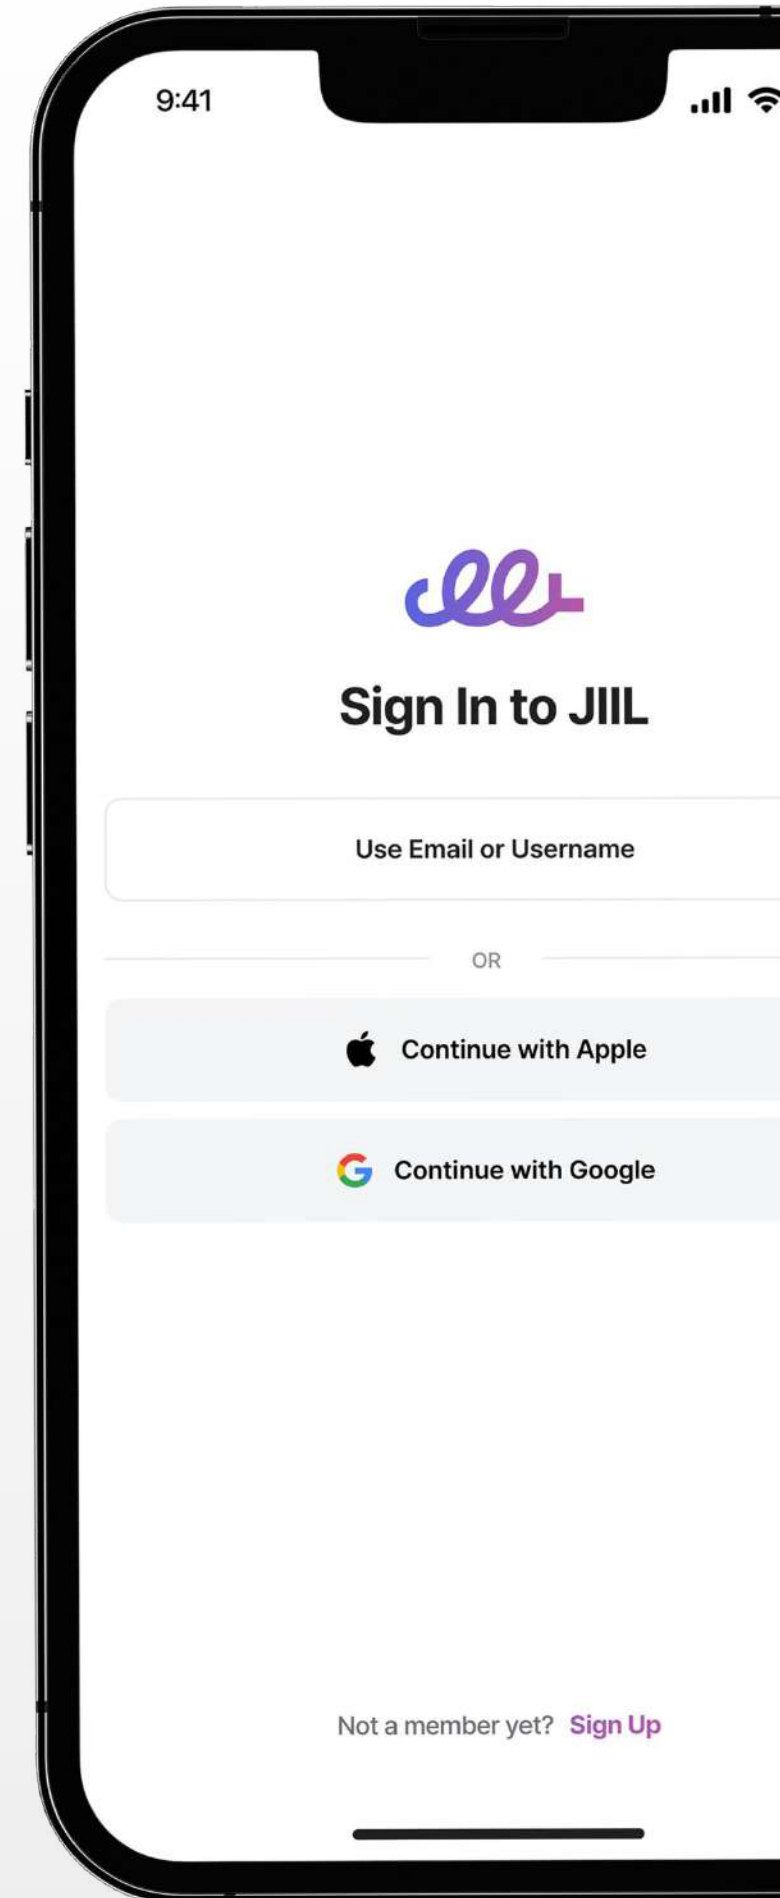 9:41
Sign In to JIIL
Use Email or Username
OR
Continue with Apple
Continue with Google
Not a member yet? Sign Up